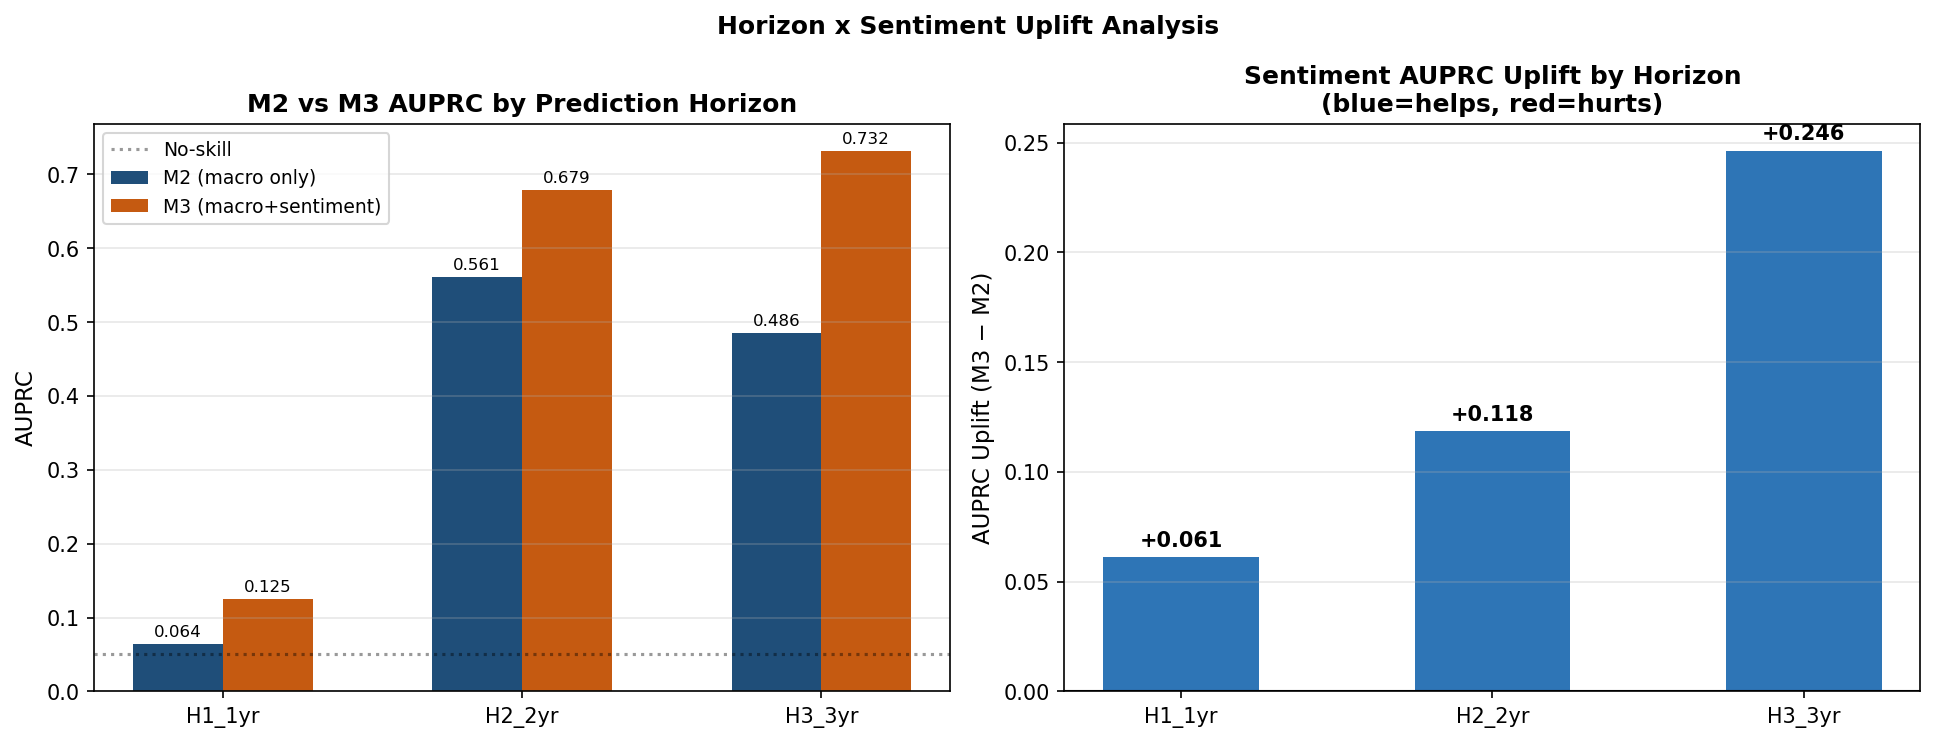 Horizon x Sentiment Uplift Analysis
M2 vs M3 AUPRC by Prediction Horizon
No-skill
M2 (macro only)
M3 (macro+sentiment)
AUPRC
0.7
0.6
0.5
0.4
0.3
0.2
0.1
0.0
0.064
0.125
0.561
0.679
0.486
0.732
H1_1yr
H2_2yr
H3_3yr
Sentiment AUPRC Uplift by Horizon
(blue=helps, red=hurts)
AUPRC Uplift (M3 − M2)
0.25
0.20
0.15
0.10
0.05
0.00
+0.061
+0.118
+0.246
H1_1yr
H2_2yr
H3_3yr